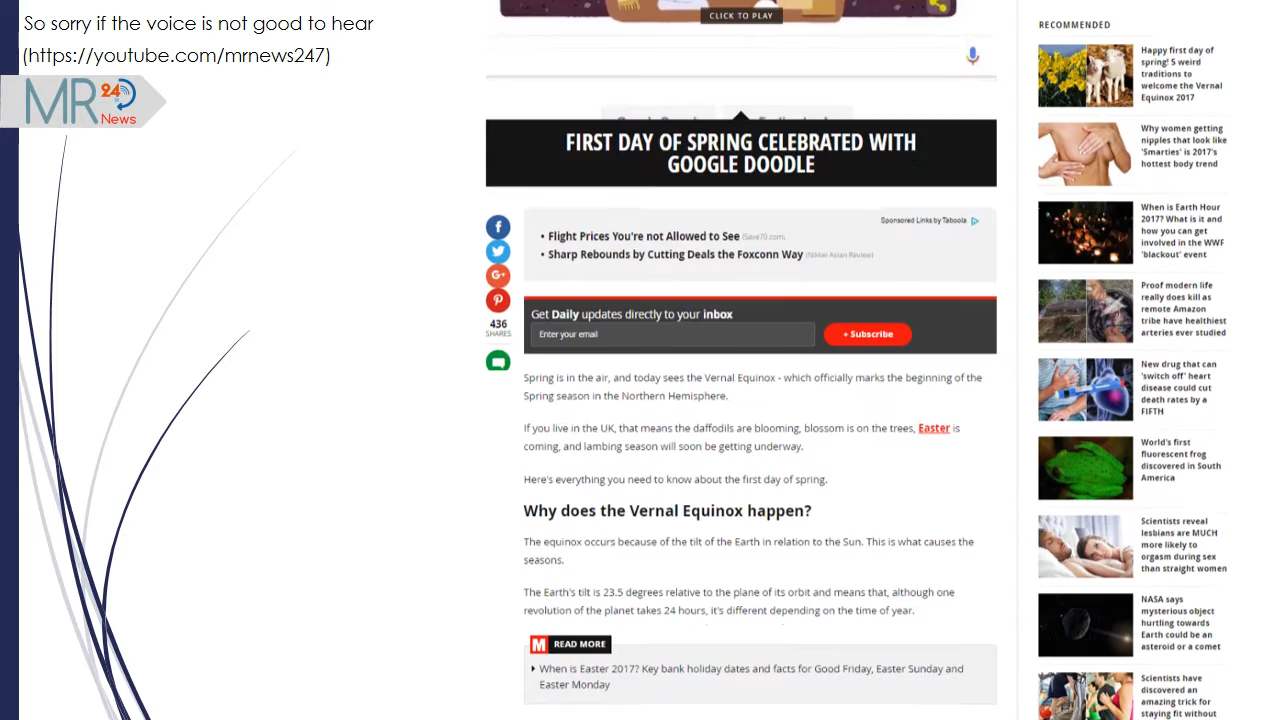 So sorry if the voice is not good to hear
(https://youtube.com/mrnews247)
MR 24 News
CLICK TO PLAY
FIRST DAY OF SPRING CELEBRATED WITH
GOOGLE DOODLE
Sponsored Links by Taboola
• Flight Prices You're not Allowed to See (Save70.com)
• Sharp Rebounds by Cutting Deals the Foxconn Way (Nikkei Asian Review)
436
SHARES
Get Daily updates directly to your inbox
Enter your email
+ Subscribe
Spring is in the air, and today sees the Vernal Equinox - which officially marks the beginning of the
Spring season in the Northern Hemisphere.
If you live in the UK, that means the daffodils are blooming, blossom is on the trees, Easter is
coming, and lambing season will soon be getting underway.
Here's everything you need to know about the first day of spring.
Why does the Vernal Equinox happen?
The equinox occurs because of the tilt of the Earth in relation to the Sun. This is what causes the
seasons.
The Earth's tilt is 23.5 degrees relative to the plane of its orbit and means that, although one
revolution of the planet takes 24 hours, it's different depending on the time of year.
M READ MORE
When is Easter 2017? Key bank holiday dates and facts for Good Friday, Easter Sunday and
Easter Monday
RECOMMENDED
Happy first day of
spring! 5 weird
traditions to
welcome the Vernal
Equinox 2017
Why women getting
nipples that look like
'Smarties' is 2017's
hottest body trend
When is Earth Hour
2017? What is it and
how you can get
involved in the WWF
'blackout' event
Proof modern life
really does kill as
remote Amazon
tribe have healthiest
arteries ever studied
New drug that can
'switch off' heart
disease could cut
death rates by a
FIFTH
World's first
fluorescent frog
discovered in South
America
Scientists reveal
lesbians are MUCH
more likely to
orgasm during sex
than straight women
NASA says
mysterious object
hurtling towards
Earth could be an
asteroid or a comet
Scientists have
discovered an
amazing trick for
staying fit without